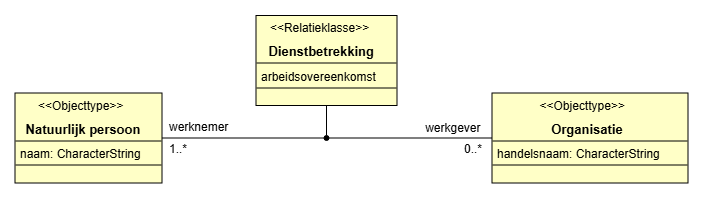 <<Relatieklasse>>
Dienstbetrekking
arbeidsovereenkomst
<<Objecttype>>
Natuurlijk persoon
naam: CharacterString
werknemer
1..*
werkgever
0..*
<<Objecttype>>
Organisatie
handelsnaam: CharacterString